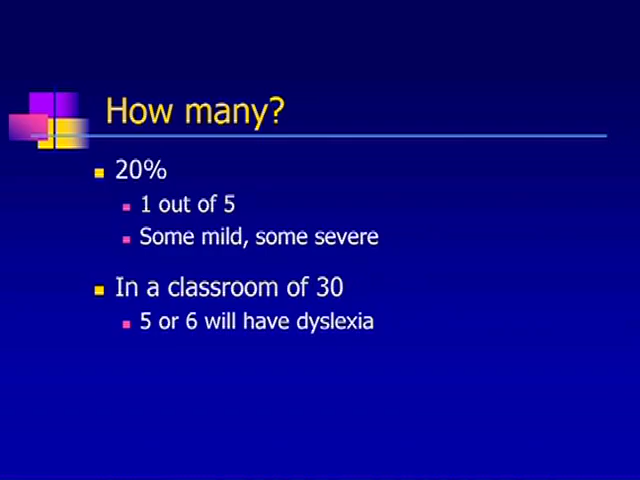 How many?
20%
1 out of 5
Some mild, some severe
In a classroom of 30
5 or 6 will have dyslexia